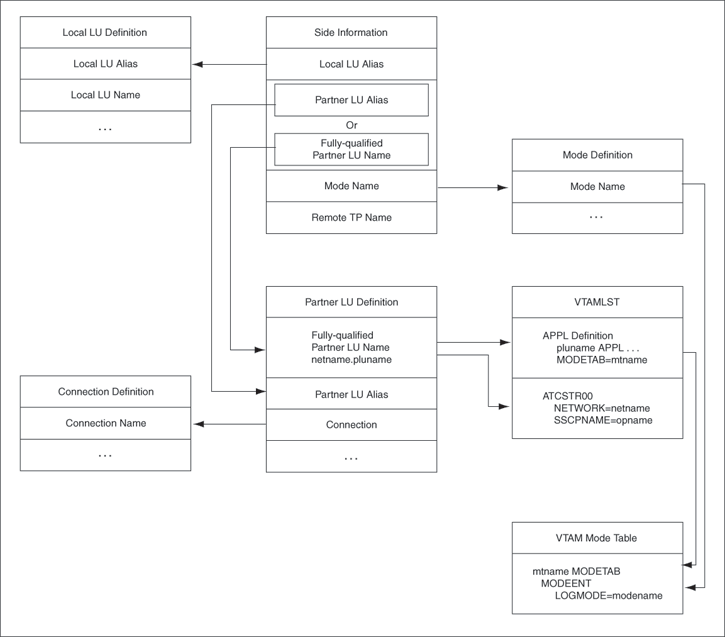 Local LU Definition
Local LU Alias
Local LU Name
. . .
Side Information
Local LU Alias
Partner LU Alias
Or
Fully-qualified
Partner LU Name
Mode Name
Remote TP Name
Mode Definition
Mode Name
. . .
Partner LU Definition
Fully-qualified
Partner LU Name
netname.pluname
Partner LU Alias
Connection
. . .
VTAMLST
APPL Definition
pluname APPL . . .
MODETAB=mtname
ATCSTR00
NETWORK=netname
SSCPNAME=opname
Connection Definition
Connection Name
. . .
VTAM Mode Table
mtname MODETAB
MODEENT
LOGMODE=modename